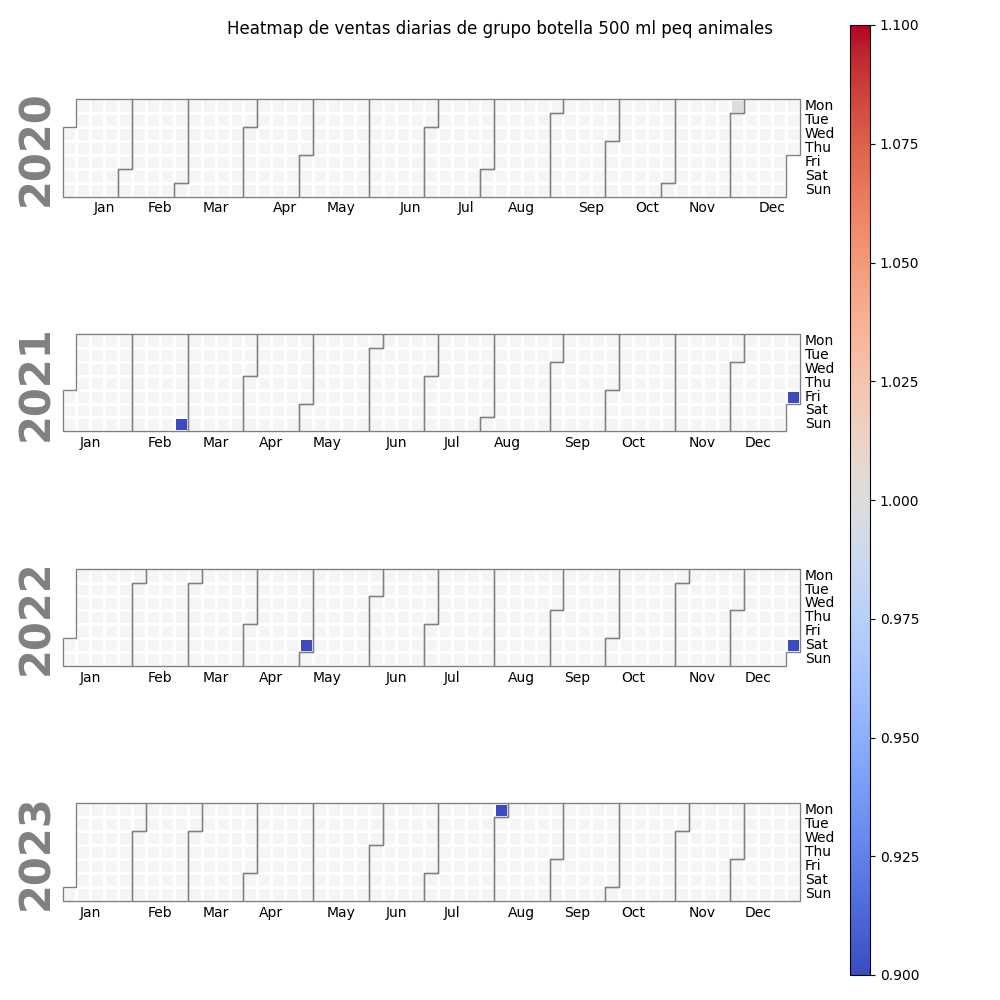 Heatmap de ventas diarias de grupo botella 500 ml peq animales
2020
Mon
Tue
Wed
Thu
Fri
Sat
Sun
Jan Feb Mar Apr May Jun Jul Aug Sep Oct Nov Dec
2021
Mon
Tue
Wed
Thu
Fri
Sat
Sun
Jan Feb Mar Apr May Jun Jul Aug Sep Oct Nov Dec
2022
Mon
Tue
Wed
Thu
Fri
Sat
Sun
Jan Feb Mar Apr May Jun Jul Aug Sep Oct Nov Dec
2023
Mon
Tue
Wed
Thu
Fri
Sat
Sun
Jan Feb Mar Apr May Jun Jul Aug Sep Oct Nov Dec
1.100
1.075
1.050
1.025
1.000
0.975
0.950
0.925
0.900